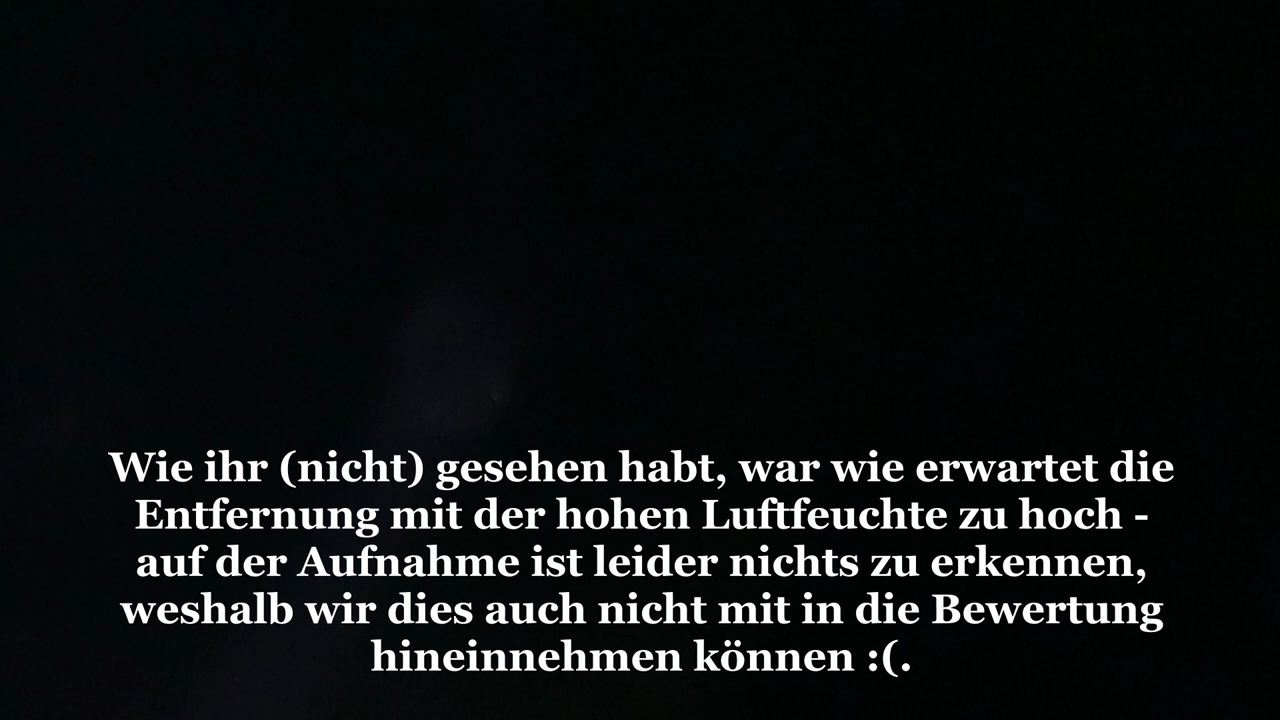 Wie ihr (nicht) gesehen habt, war wie erwartet die
Entfernung mit der hohen Luftfeuchte zu hoch -
auf der Aufnahme ist leider nichts zu erkennen,
weshalb wir dies auch nicht mit in die Bewertung
hineinnehmen können :(.